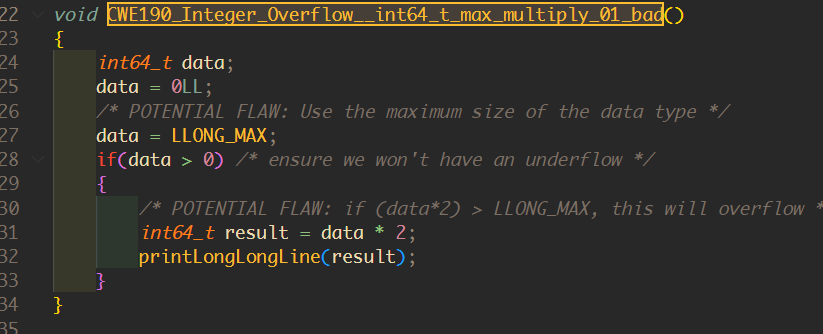 22 void CWE190_Integer_Overflow__int64_t_max_multiply_01_bad()
23 {
24 int64_t data;
25 data = 0LL;
26 /* POTENTIAL FLAW: Use the maximum size of the data type */
27 data = LLONG_MAX;
28 if(data > 0) /* ensure we won't have an underflow */
29 {
30 /* POTENTIAL FLAW: if (data*2) > LLONG_MAX, this will overflow *
31 int64_t result = data * 2;
32 printLongLongLine(result);
33 }
34 }
35